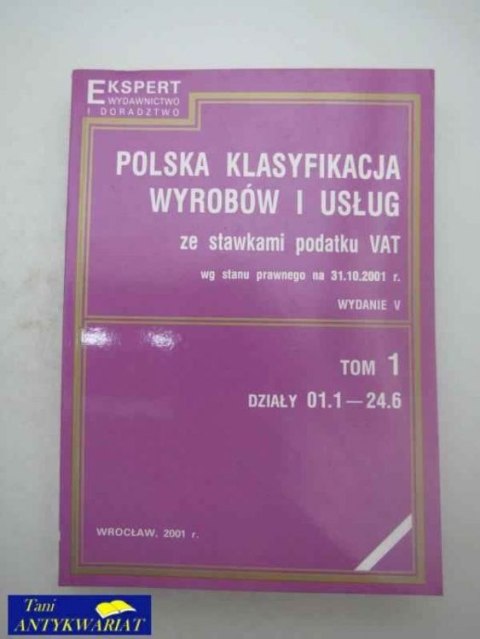 EKSPERT
WYDAWNICTWO
I DORADZTWO
POLSKA KLASYFIKACJA
WYROBÓW I USŁUG
ze stawkami podatku VAT
wg stanu prawnego na 31.10.2001 r.
WYDANIE V
TOM 1
DZIAŁY 01.1—24.6
WROCŁAW, 2001 r.
Tani
ANTYKWARIAT